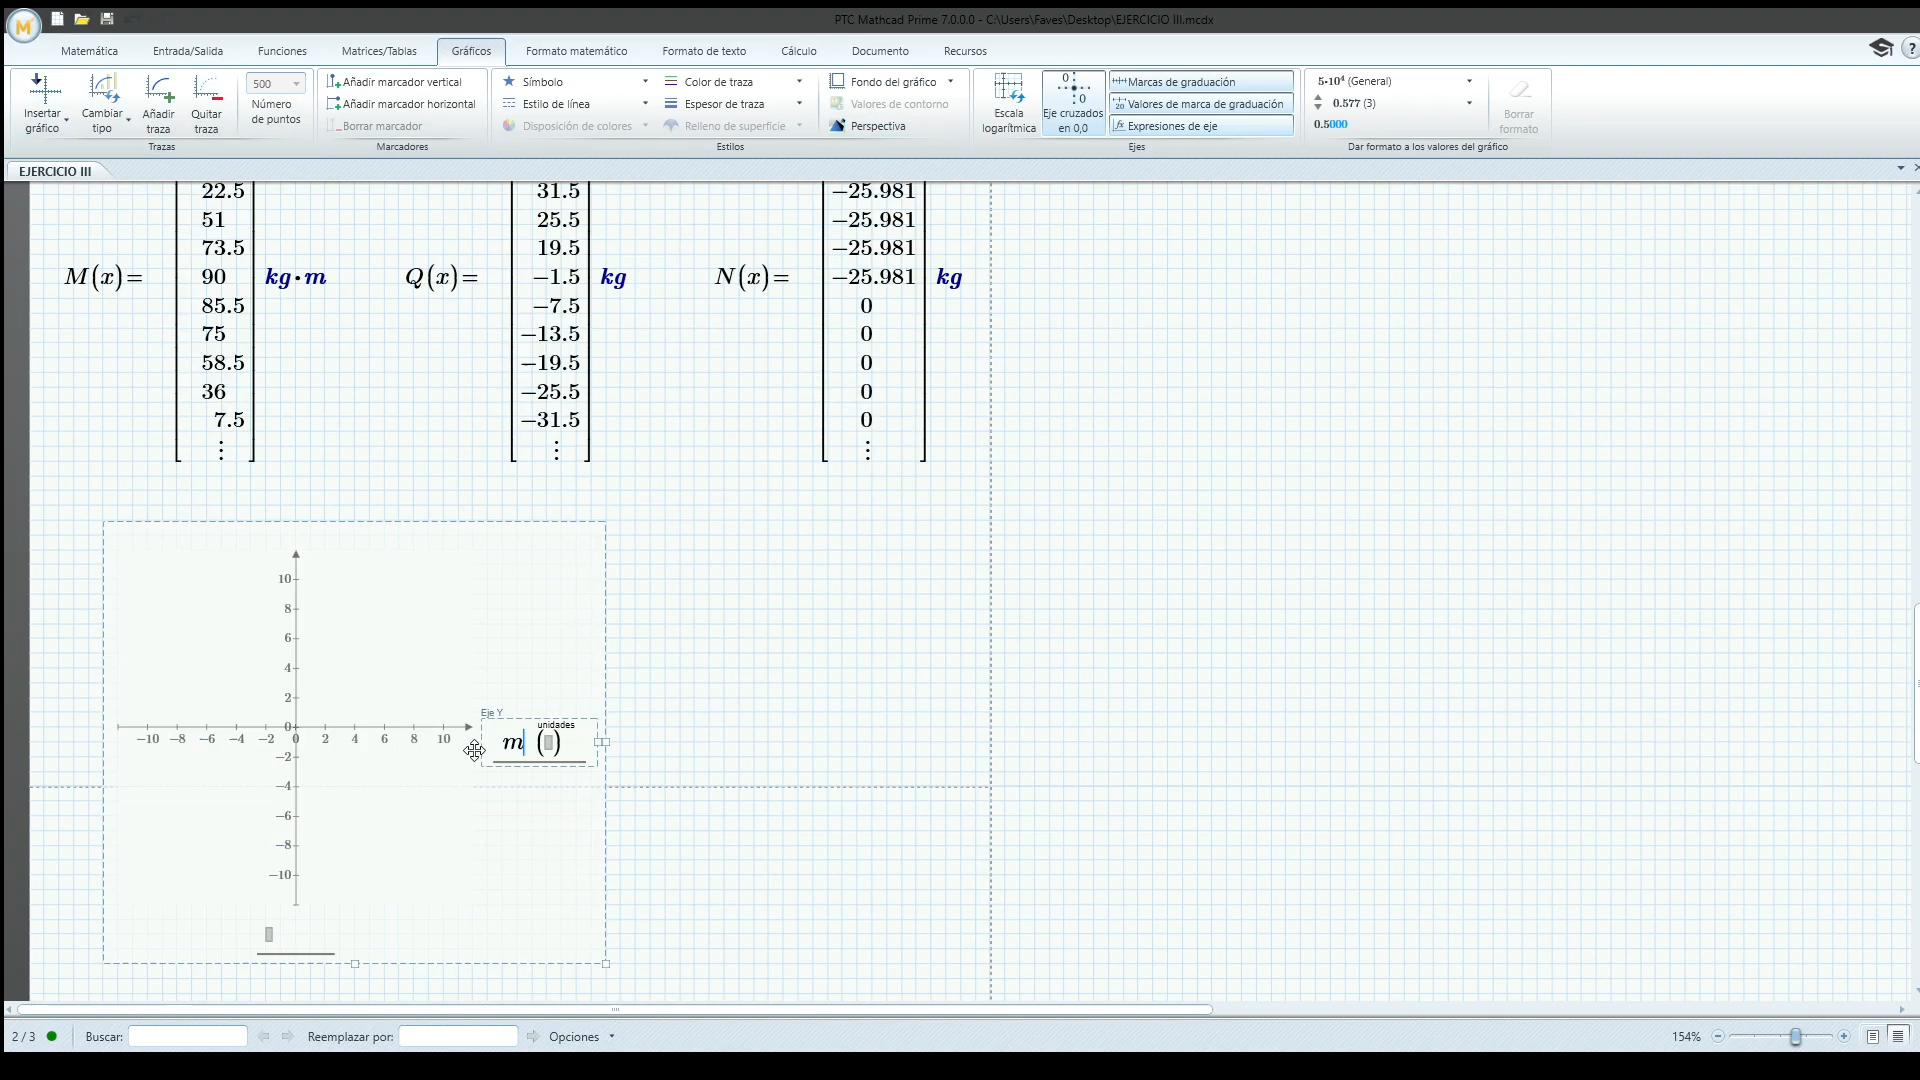 PTC Mathcad Prime 7.0.0.0 - C:\Users\Faves\Desktop\EJERCICIO III.mcdx
Matemática Entrada/Salida Funciones Matrices/Tablas Gráficos Formato matemático Formato de texto Cálculo Documento Recursos
Insertar gráfico
Cambiar tipo
Añadir traza
Quitar traza
500
Número de puntos
Trazas
Añadir marcador vertical
Añadir marcador horizontal
Borrar marcador
Marcadores
Símbolo
Estilo de línea
Disposición de colores
Color de traza
Espesor de traza
Relleno de superficie
Fondo del gráfico
Valores de contorno
Perspectiva
Estilos
Escala logarítmica
Eje cruzados en 0,0
Marcas de graduación
Valores de marca de graduación
Expresiones de eje
Ejes
5•10⁴ (General)
0.577 (3)
0.5000
Borrar formato
Dar formato a los valores del gráfico
EJERCICIO III
22.5 31.5 −25.981
51 25.5 −25.981
73.5 19.5 −25.981
M(x)= 90 kg•m Q(x)= −1.5 kg N(x)= −25.981 kg
85.5 −7.5 0
75 −13.5 0
58.5 −19.5 0
36 −25.5 0
7.5 −31.5 0
⋮ ⋮ ⋮
10
8
6
4
2
0
−10 −8 −6 −4 −2 0 2 4 6 8 10
−2
−4
−6
−8
−10
Eje Y
unidades
m ()
2 / 3 Buscar: Reemplazar por: Opciones 154%